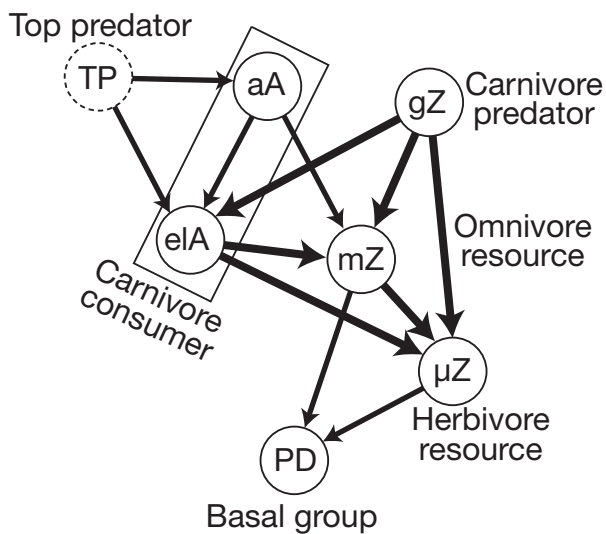 Top predator
TP
aA
gZ
Carnivore
predator
Omnivore
resource
elA
mZ
Carnivore
consumer
µZ
Herbivore
resource
PD
Basal group